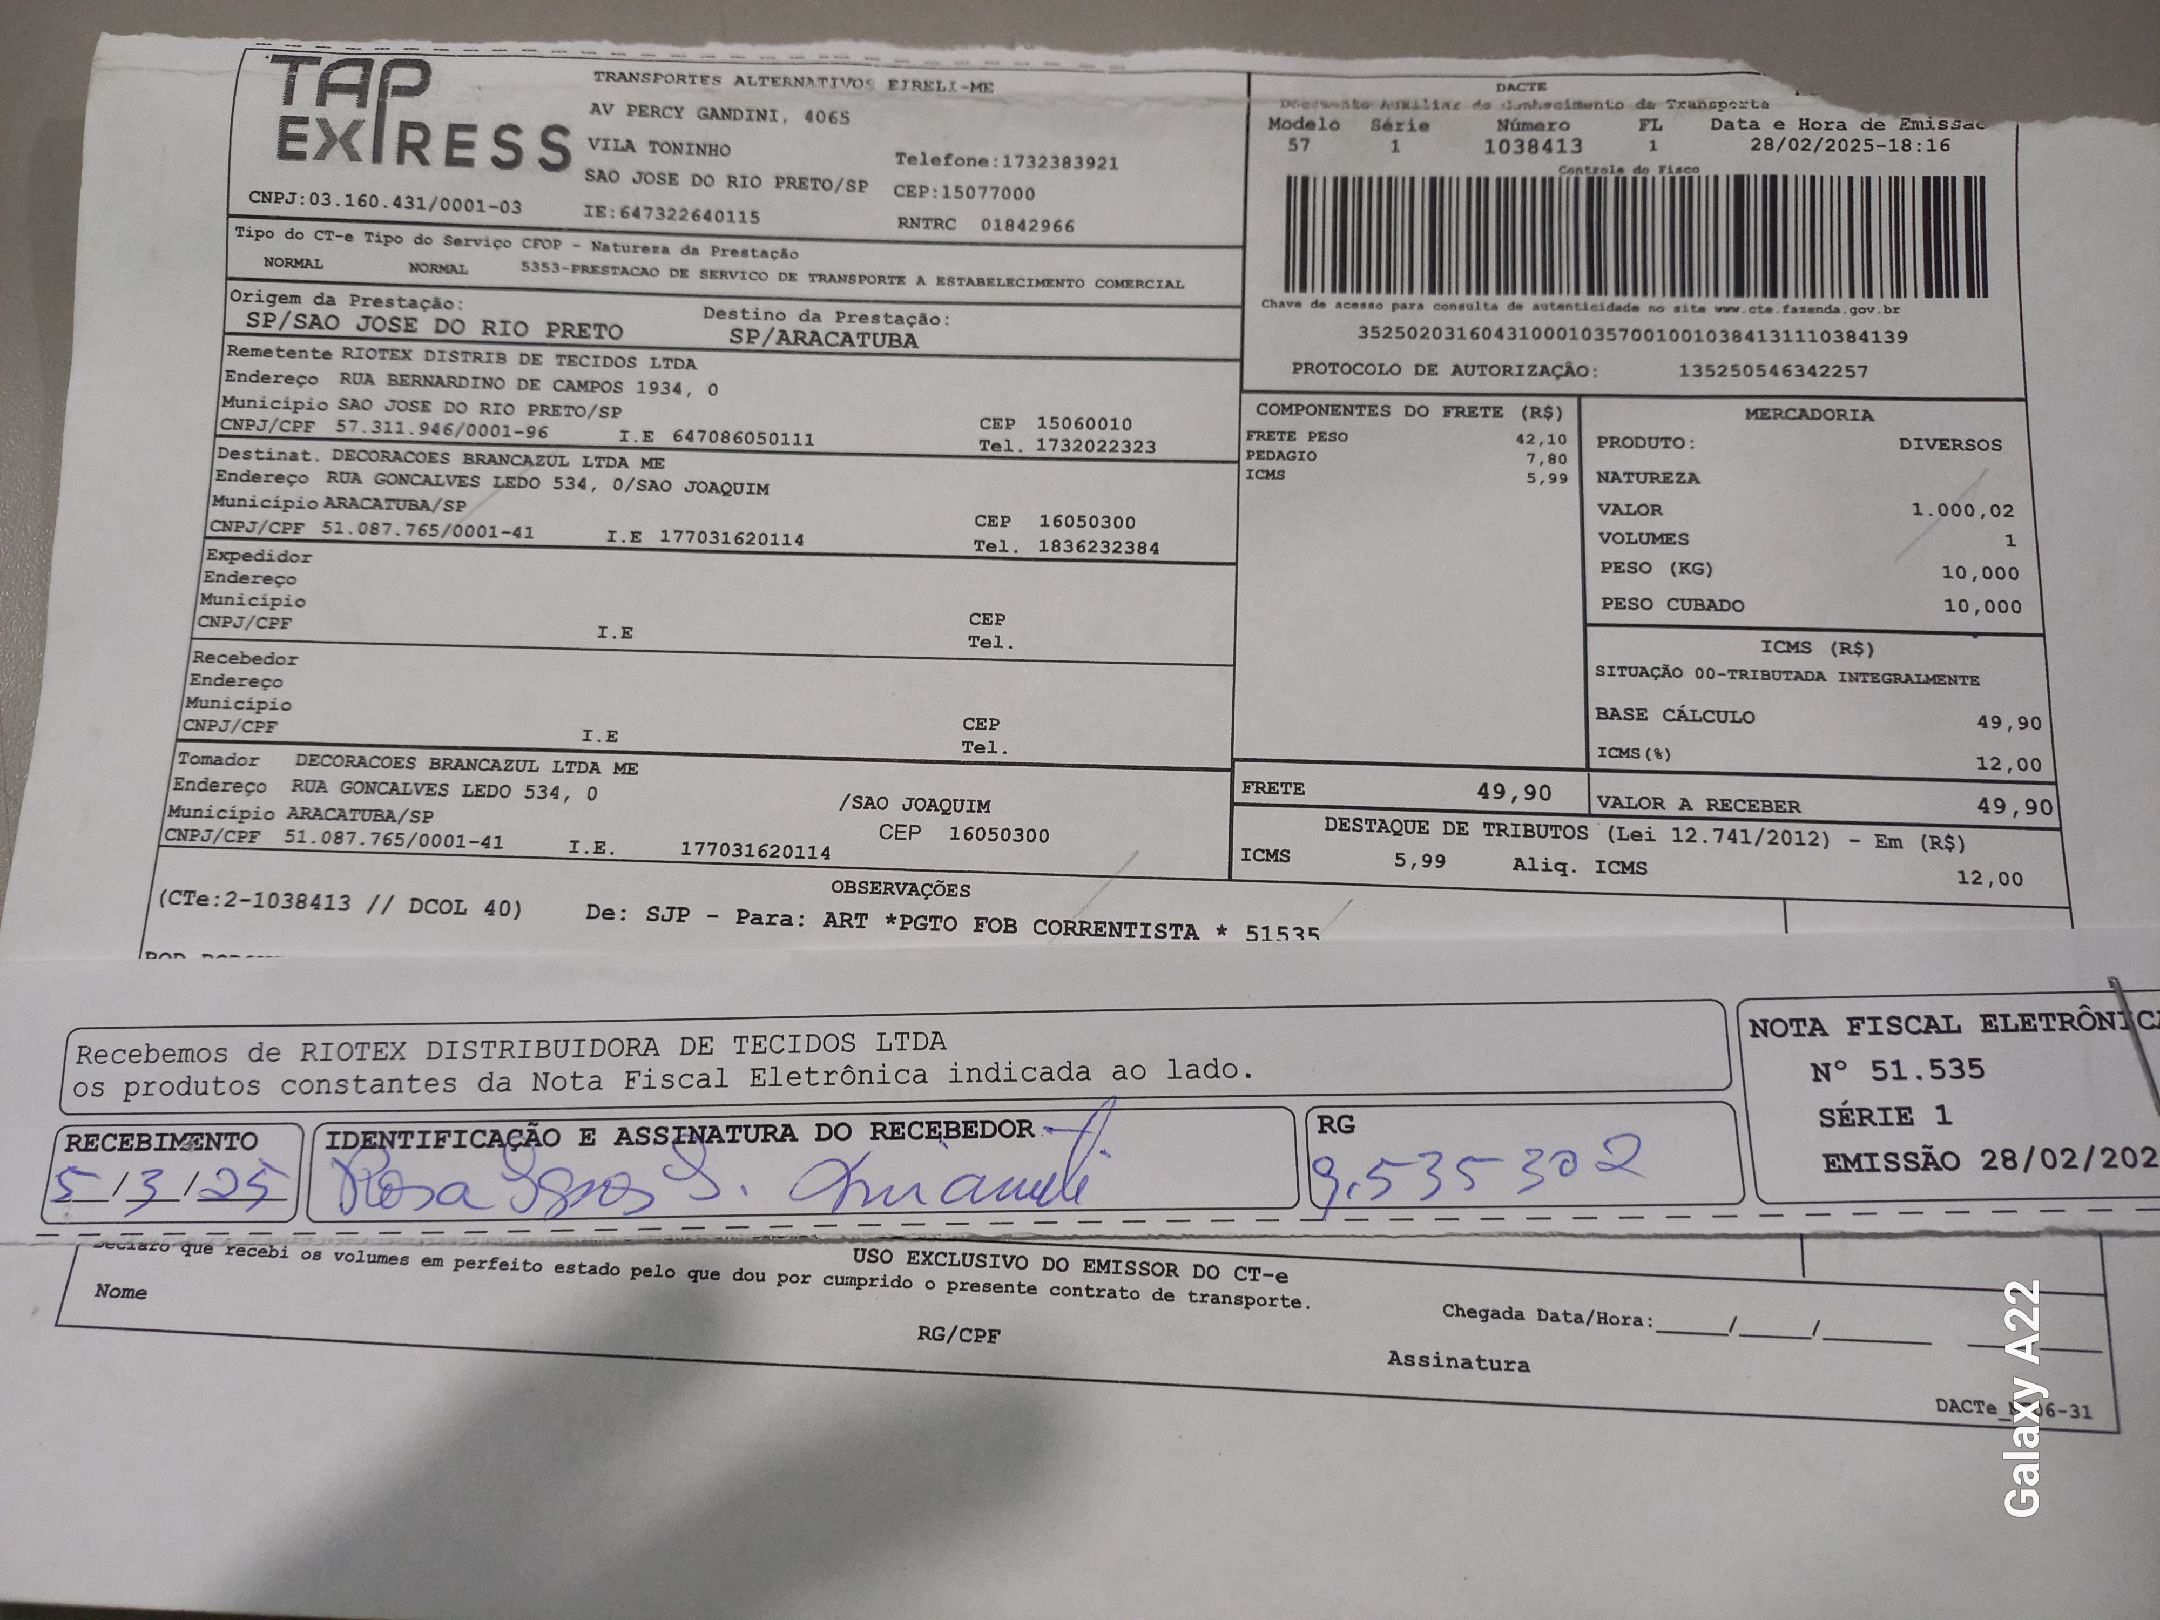 TAP EXPRESS
TRANSPORTES ALTERNATIVOS EIRELI-ME
AV PERCY GANDINI, 4065
VILA TONINHO
Telefone:1732383921
SAO JOSE DO RIO PRETO/SP CEP:15077000
CNPJ:03.160.431/0001-03 IE:647322640115 RNTRC 01842966
DACTE
Documento Auxiliar do Conhecimento de Transporte
Modelo Série Número FL Data e Hora de Emissão
57 1 1038413 1 28/02/2025-18:16
Controle do Fisco
Chave de acesso para consulta de autenticidade no site www.cte.fazenda.gov.br
35250203160431000103570010010384131110384139
PROTOCOLO DE AUTORIZAÇÃO: 135250546342257
Tipo do CT-e Tipo do Serviço CFOP - Natureza da Prestação
NORMAL NORMAL 5353-PRESTACAO DE SERVICO DE TRANSPORTE A ESTABELECIMENTO COMERCIAL
Origem da Prestação: Destino da Prestação:
SP/SAO JOSE DO RIO PRETO SP/ARACATUBA
Remetente RIOTEX DISTRIB DE TECIDOS LTDA
Endereço RUA BERNARDINO DE CAMPOS 1934, 0
Município SAO JOSE DO RIO PRETO/SP CEP 15060010
CNPJ/CPF 57.311.946/0001-96 I.E 647086050111 Tel. 1732022323
Destinat. DECORACOES BRANCAZUL LTDA ME
Endereço RUA GONCALVES LEDO 534, 0/SAO JOAQUIM
Município ARACATUBA/SP CEP 16050300
CNPJ/CPF 51.087.765/0001-41 I.E 177031620114 Tel. 1836232384
Expedidor
Endereço
Município CEP
CNPJ/CPF I.E Tel.
Recebedor
Endereço
Município CEP
CNPJ/CPF I.E Tel.
Tomador DECORACOES BRANCAZUL LTDA ME
Endereço RUA GONCALVES LEDO 534, 0 /SAO JOAQUIM
Município ARACATUBA/SP CEP 16050300
CNPJ/CPF 51.087.765/0001-41 I.E. 177031620114
COMPONENTES DO FRETE (R$)
FRETE PESO 42,10
PEDAGIO 7,80
ICMS 5,99
MERCADORIA
PRODUTO: DIVERSOS
NATUREZA
VALOR 1.000,02
VOLUMES 1
PESO (KG) 10,000
PESO CUBADO 10,000
ICMS (R$)
SITUAÇÃO 00-TRIBUTADA INTEGRALMENTE
BASE CÁLCULO 49,90
ICMS(%) 12,00
FRETE 49,90 VALOR A RECEBER 49,90
DESTAQUE DE TRIBUTOS (Lei 12.741/2012) - Em (R$)
ICMS 5,99 Aliq. ICMS 12,00
OBSERVAÇÕES
(CTe:2-1038413 // DCOL 40) De: SJP - Para: ART *PGTO FOB CORRENTISTA * 51535
Recebemos de RIOTEX DISTRIBUIDORA DE TECIDOS LTDA
os produtos constantes da Nota Fiscal Eletrônica indicada ao lado.
NOTA FISCAL ELETRÔNICA
Nº 51.535
SÉRIE 1
EMISSÃO 28/02/202
RECEBIMENTO IDENTIFICAÇÃO E ASSINATURA DO RECEBEDOR RG
5/3/25 Rosa 9.535302
USO EXCLUSIVO DO EMISSOR DO CT-e
Declaro que recebi os volumes em perfeito estado pelo que dou por cumprido o presente contrato de transporte.
Nome RG/CPF Chegada Data/Hora:____/____/______
Assinatura
Galaxy A22